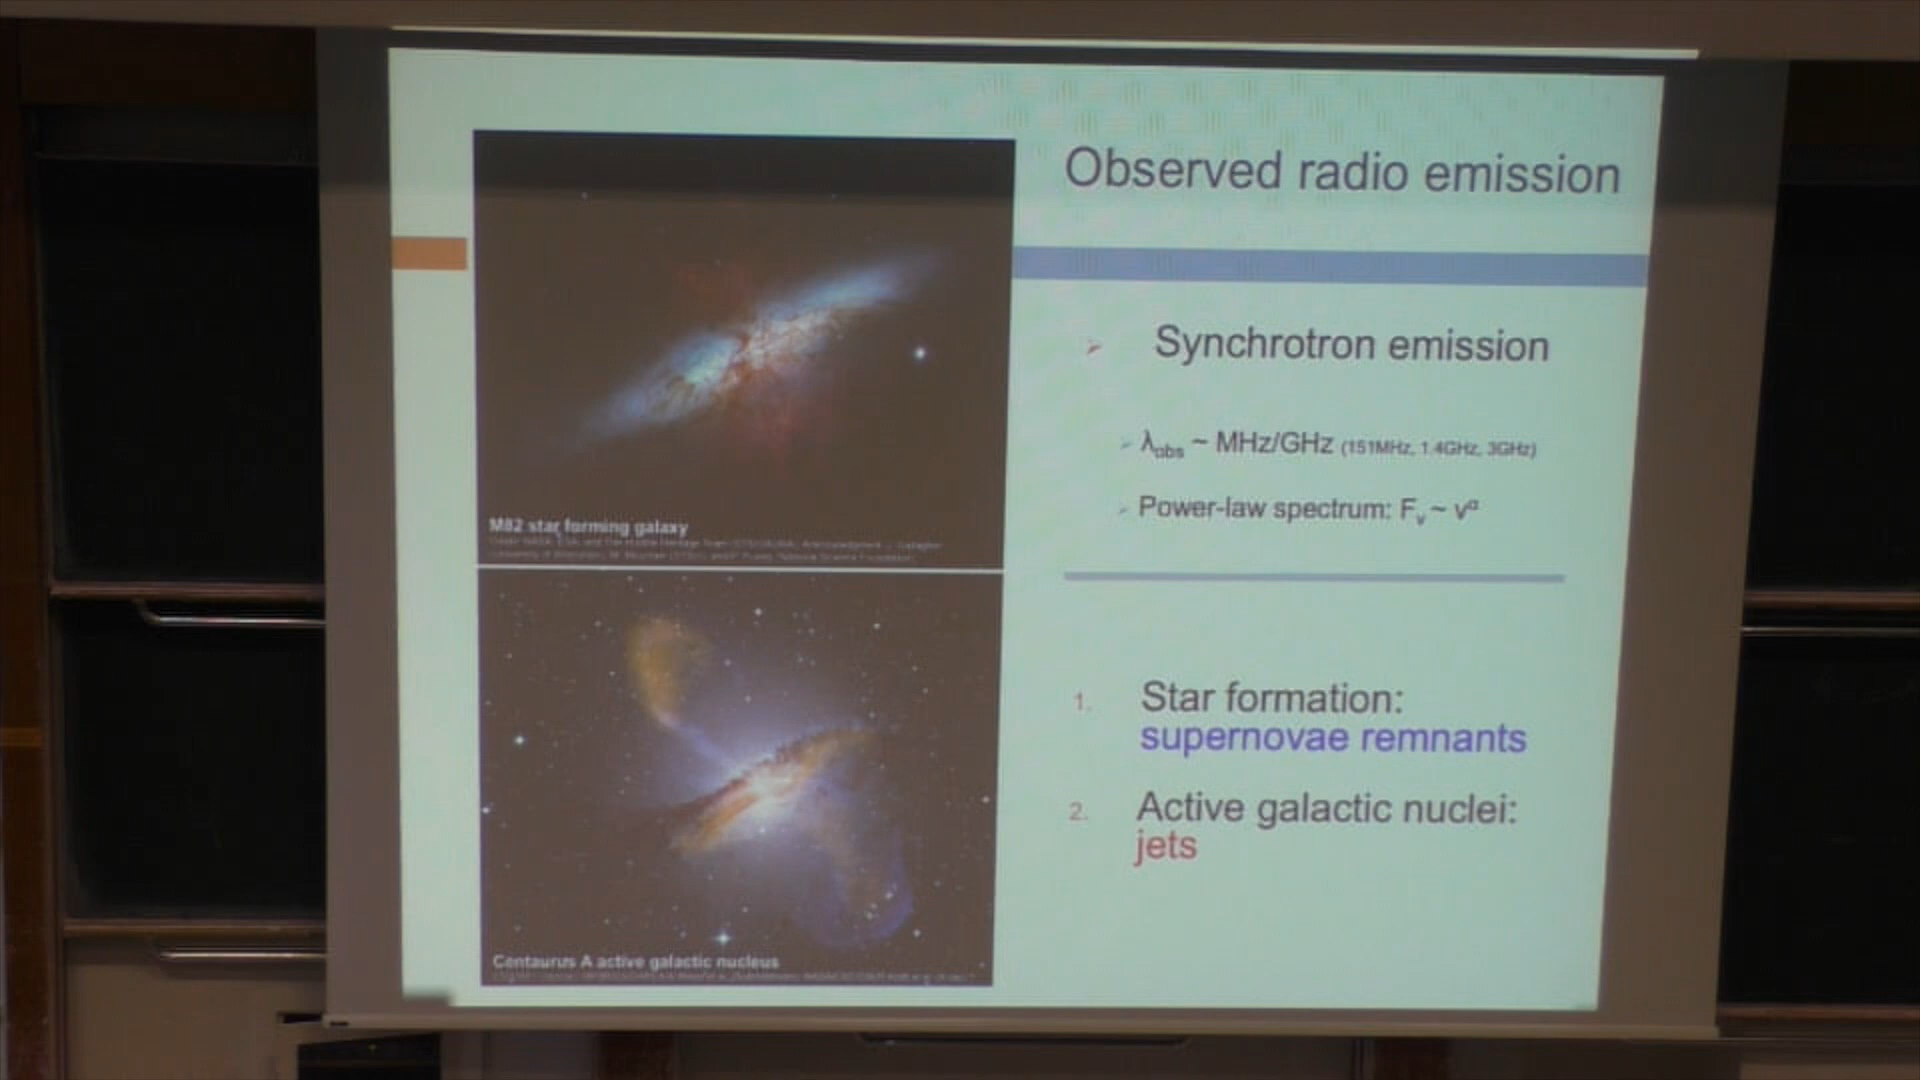 Observed radio emission
Synchrotron emission
λobs ~ MHz/GHz (151MHz, 1.4GHz, 3GHz)
Power-law spectrum: Fν ~ να
M82 star forming galaxy
1. Star formation:
supernovae remnants
2. Active galactic nuclei:
jets
Centaurus A active galactic nucleus